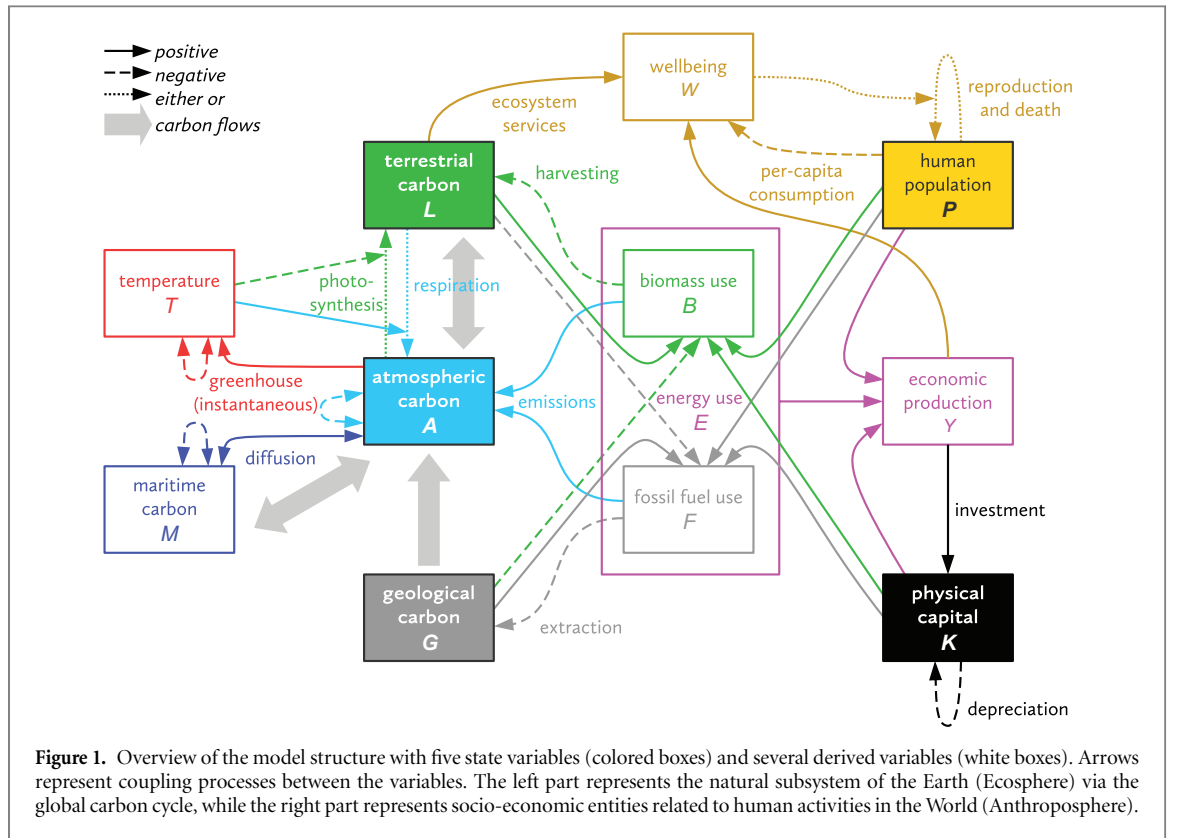 positive
negative
either or
carbon flows
wellbeing
W
ecosystem
services
reproduction
and death
terrestrial
carbon
L
harvesting
per-capita
consumption
human
population
P
temperature
T
photo-
synthesis
respiration
biomass use
B
greenhouse
(instantaneous)
atmospheric
carbon
A
emissions
energy use
E
economic
production
Y
diffusion
maritime
carbon
M
fossil fuel use
F
investment
geological
carbon
G
extraction
physical
capital
K
depreciation
Figure 1. Overview of the model structure with five state variables (colored boxes) and several derived variables (white boxes). Arrows
represent coupling processes between the variables. The left part represents the natural subsystem of the Earth (Ecosphere) via the
global carbon cycle, while the right part represents socio-economic entities related to human activities in the World (Anthroposphere).